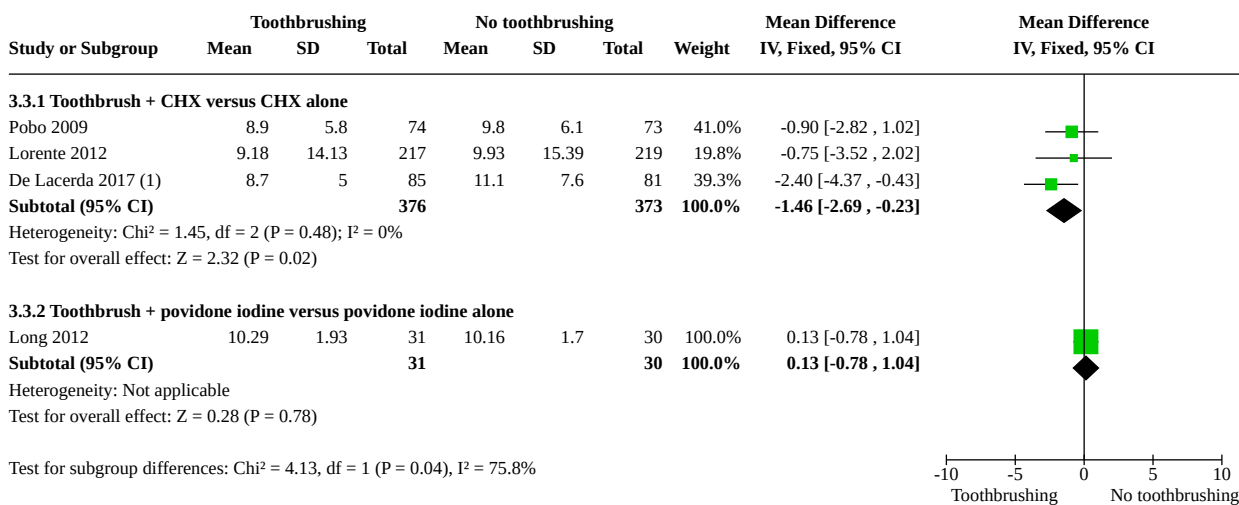 Toothbrushing No toothbrushing Mean Difference Mean Difference
Study or Subgroup Mean SD Total Mean SD Total Weight IV, Fixed, 95% CI IV, Fixed, 95% CI
3.3.1 Toothbrush + CHX versus CHX alone
Pobo 2009 8.9 5.8 74 9.8 6.1 73 41.0% -0.90 [-2.82 , 1.02]
Lorente 2012 9.18 14.13 217 9.93 15.39 219 19.8% -0.75 [-3.52 , 2.02]
De Lacerda 2017 (1) 8.7 5 85 11.1 7.6 81 39.3% -2.40 [-4.37 , -0.43]
Subtotal (95% CI) 376 373 100.0% -1.46 [-2.69 , -0.23]
Heterogeneity: Chi² = 1.45, df = 2 (P = 0.48); I² = 0%
Test for overall effect: Z = 2.32 (P = 0.02)
3.3.2 Toothbrush + povidone iodine versus povidone iodine alone
Long 2012 10.29 1.93 31 10.16 1.7 30 100.0% 0.13 [-0.78 , 1.04]
Subtotal (95% CI) 31 30 100.0% 0.13 [-0.78 , 1.04]
Heterogeneity: Not applicable
Test for overall effect: Z = 0.28 (P = 0.78)
Test for subgroup differences: Chi² = 4.13, df = 1 (P = 0.04), I² = 75.8%
-10 -5 0 5 10
Toothbrushing No toothbrushing